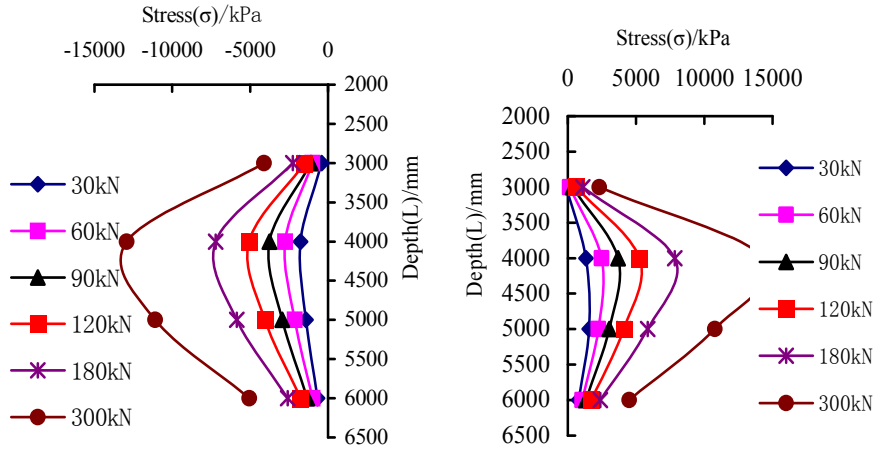 Stress(σ)/kPa
-15000 -10000 -5000 0
2000
2500
3000
3500
4000
4500
5000
5500
6000
6500
Depth(L)/mm
30kN
60kN
90kN
120kN
180kN
300kN
Stress(σ)/kPa
0 5000 10000 15000
2000
2500
3000
3500
4000
4500
5000
5500
6000
6500
Depth(L)/mm
30kN
60kN
90kN
120kN
180kN
300kN